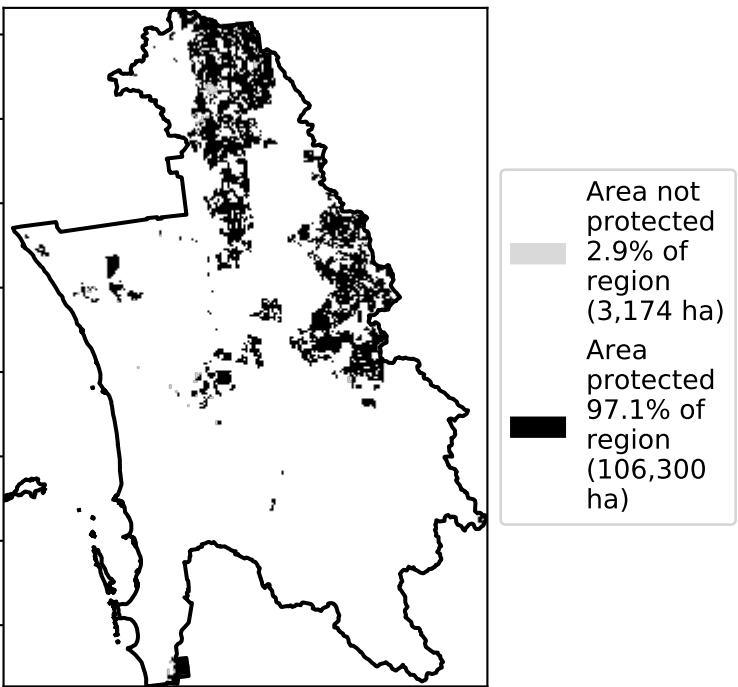 Area not
protected
2.9% of
region
(3,174 ha)
Area
protected
97.1% of
region
(106,300
ha)